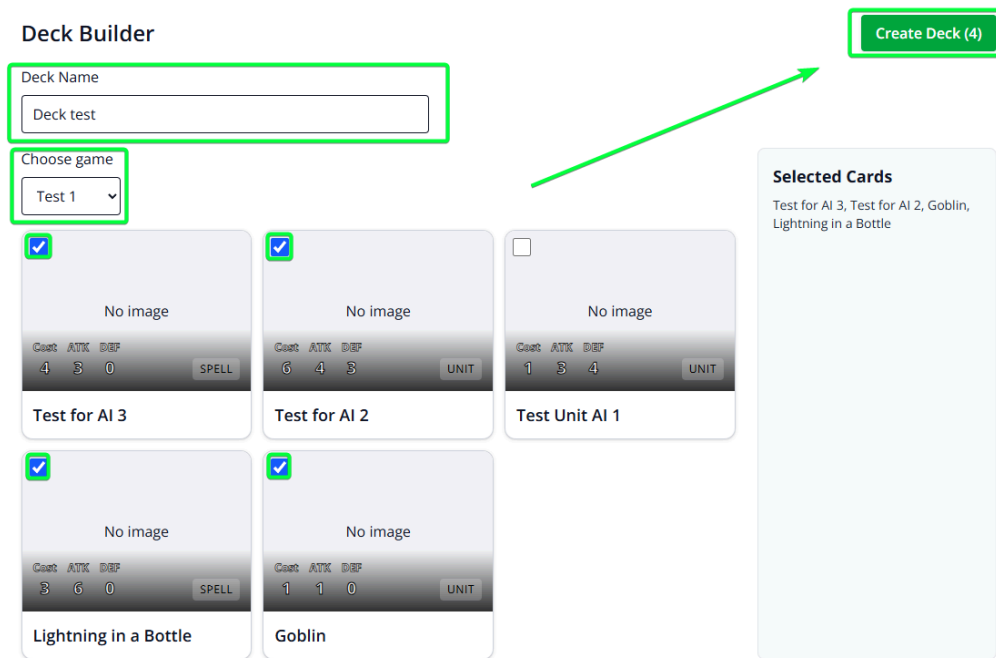 Deck Builder
Create Deck (4)
Deck Name
Deck test
Choose game
Test 1
Selected Cards
Test for AI 3, Test for AI 2, Goblin,
Lightning in a Bottle
No image
Cost ATK DEF
4 3 0
SPELL
Test for AI 3
No image
Cost ATK DEF
6 4 3
UNIT
Test for AI 2
No image
Cost ATK DEF
1 3 4
UNIT
Test Unit AI 1
No image
Cost ATK DEF
3 6 0
SPELL
Lightning in a Bottle
No image
Cost ATK DEF
1 1 0
UNIT
Goblin